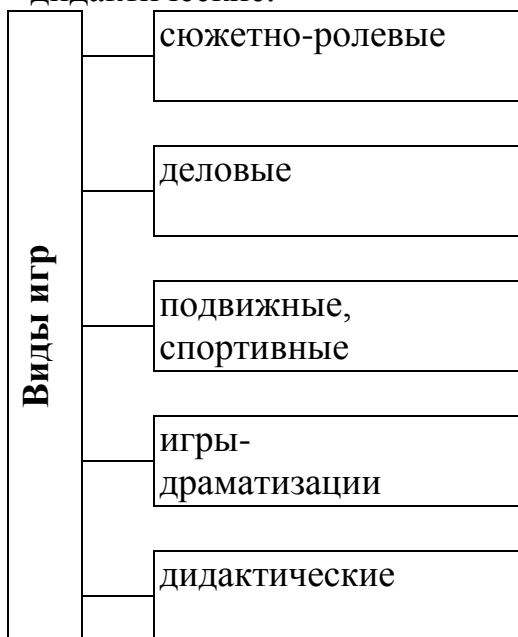 дидактические.
Виды игр
сюжетно-ролевые
деловые
подвижные,
спортивные
игры-
драматизации
дидактические